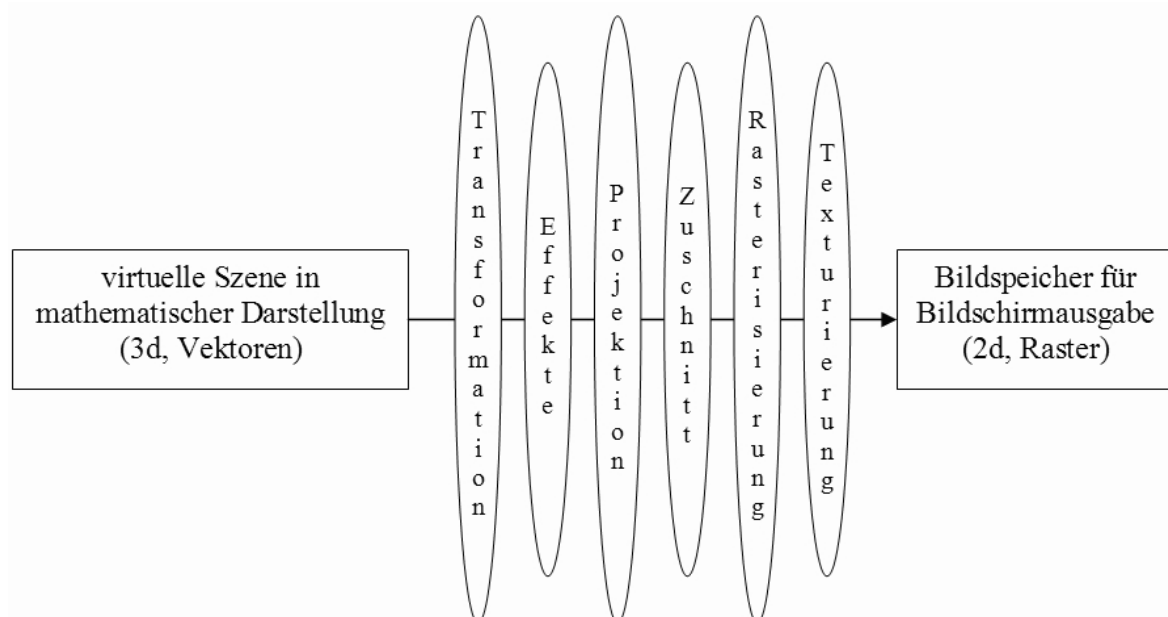 virtuelle Szene in
mathematischer Darstellung
(3d, Vektoren)
Transformation
Effekte
Projektion
Zuschnitt
Rasterisierung
Texturierung
Bildspeicher für
Bildschirmausgabe
(2d, Raster)